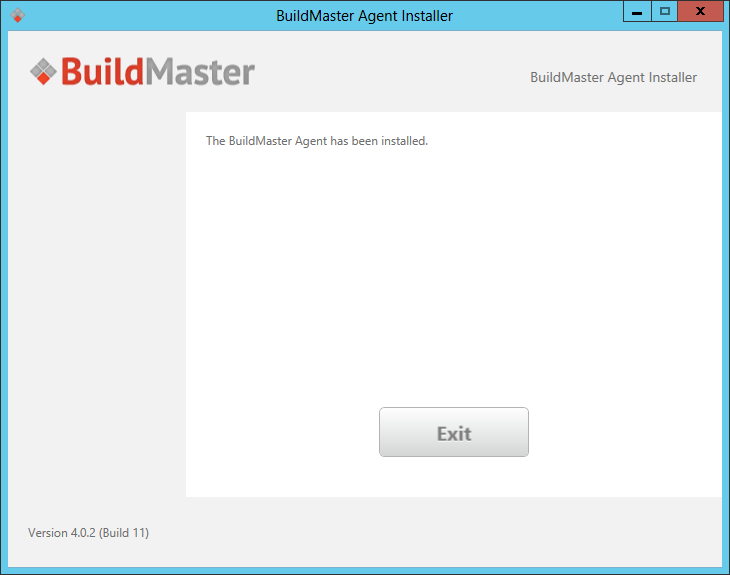 BuildMaster Agent Installer
BuildMaster
BuildMaster Agent Installer
The BuildMaster Agent has been installed.
Exit
Version 4.0.2 (Build 11)